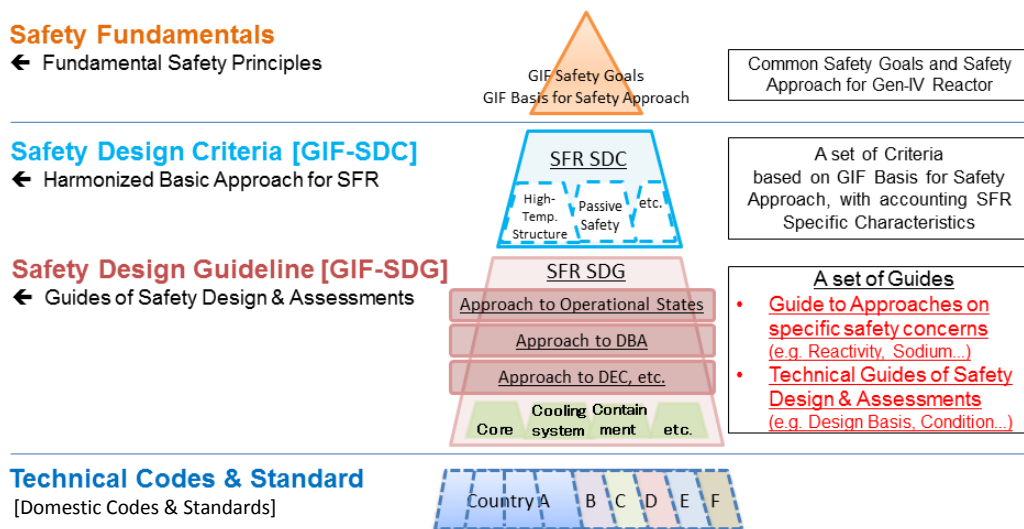 Safety Fundamentals
← Fundamental Safety Principles
GIF Safety Goals
GIF Basis for Safety Approach
Common Safety Goals and Safety
Approach for Gen-IV Reactor
Safety Design Criteria [GIF-SDC]
← Harmonized Basic Approach for SFR
SFR SDC
High-
Temp.
Structure
Passive
Safety
etc.
A set of Criteria
based on GIF Basis for Safety
Approach, with accounting SFR
Specific Characteristics
Safety Design Guideline [GIF-SDG]
← Guides of Safety Design & Assessments
SFR SDG
Approach to Operational States
Approach to DBA
Approach to DEC, etc.
Core
Cooling
system
Contain
ment
etc.
A set of Guides
• Guide to Approaches on
specific safety concerns
(e.g. Reactivity, Sodium...)
• Technical Guides of Safety
Design & Assessments
(e.g. Design Basis, Condition...)
Technical Codes & Standard
[Domestic Codes & Standards]
Country A B C D E F